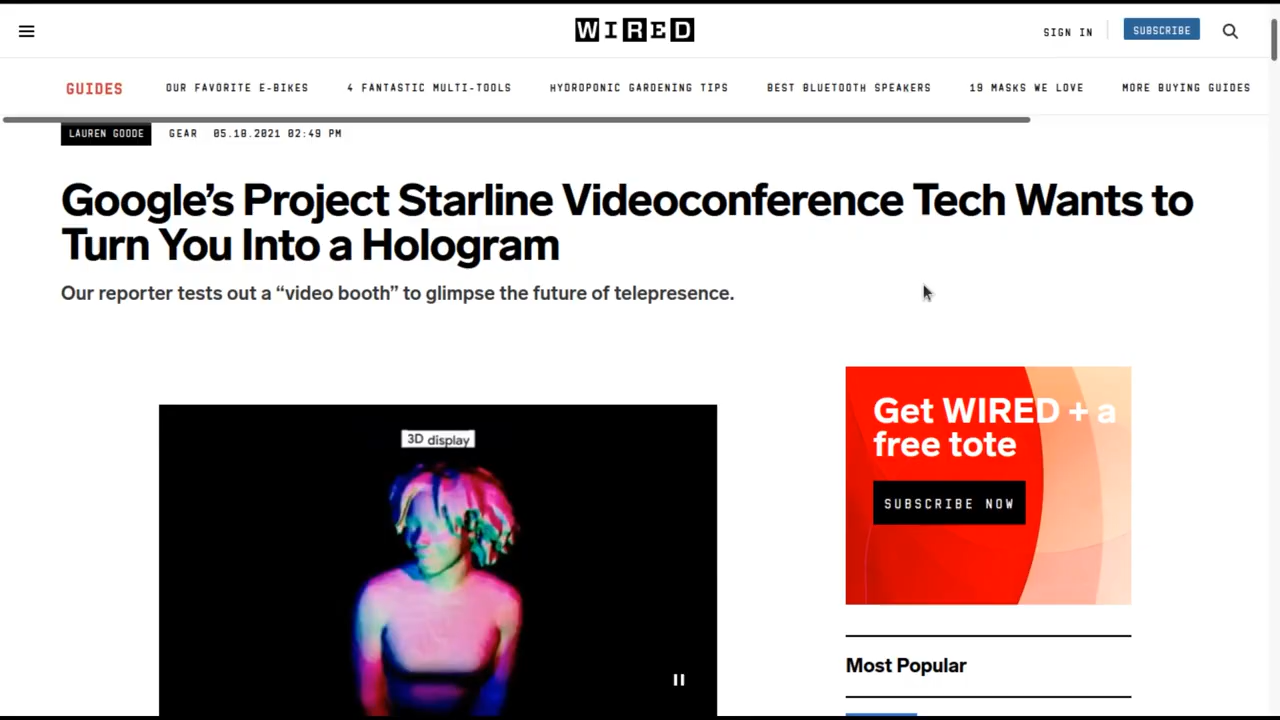 WIRED
SIGN IN
SUBSCRIBE
GUIDES
OUR FAVORITE E-BIKES
4 FANTASTIC MULTI-TOOLS
HYDROPONIC GARDENING TIPS
BEST BLUETOOTH SPEAKERS
19 MASKS WE LOVE
MORE BUYING GUIDES
LAUREN GOODE
GEAR
05.18.2021 02:49 PM
Google’s Project Starline Videoconference Tech Wants to
Turn You Into a Hologram
Our reporter tests out a “video booth” to glimpse the future of telepresence.
3D display
Get WIRED + a
free tote
SUBSCRIBE NOW
Most Popular